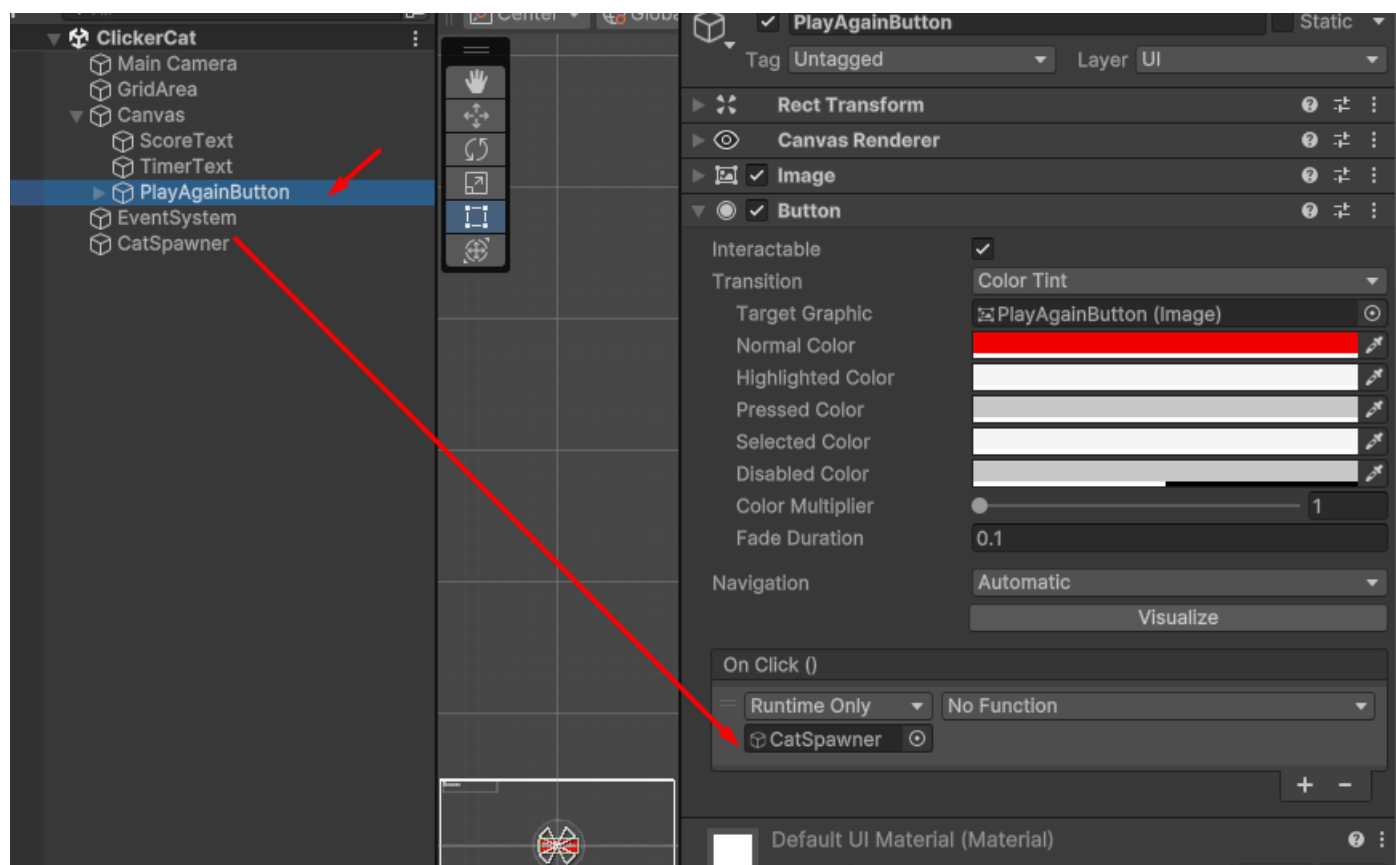 Center
ClickerCat
Main Camera
GridArea
Canvas
ScoreText
TimerText
PlayAgainButton
EventSystem
CatSpawner
PlayAgainButton
Static
Tag Untagged Layer UI
Rect Transform
Canvas Renderer
Image
Button
Interactable
Transition Color Tint
Target Graphic PlayAgainButton (Image)
Normal Color
Highlighted Color
Pressed Color
Selected Color
Disabled Color
Color Multiplier 1
Fade Duration 0.1
Navigation Automatic
Visualize
On Click ()
Runtime Only No Function
CatSpawner
+ -
Default UI Material (Material)